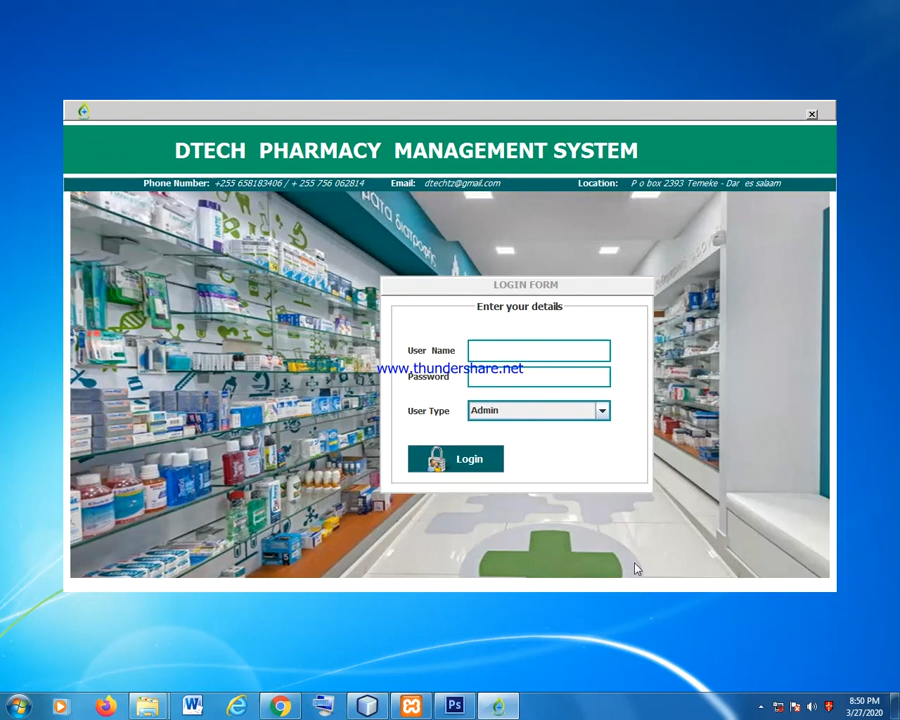 DTECH PHARMACY MANAGEMENT SYSTEM
Phone Number: +255 658183406 / + 255 756 062814 Email: dtechtz@gmail.com Location: P o box 2393 Temeke - Dar es salaam
ματα διατροφής
LOGIN FORM
Enter your details
User Name
www.thundershare.net
Password
User Type Admin
Login
8:50 PM
3/27/2020